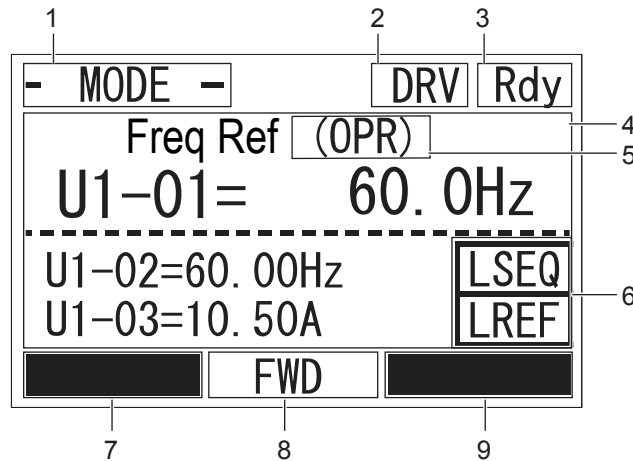 1 2 3
- MODE - DRV Rdy
4
Freq Ref (OPR)
5
U1-01= 60.0Hz
U1-02=60.00Hz LSEQ
6
U1-03=10.50A LREF
FWD
7 8 9